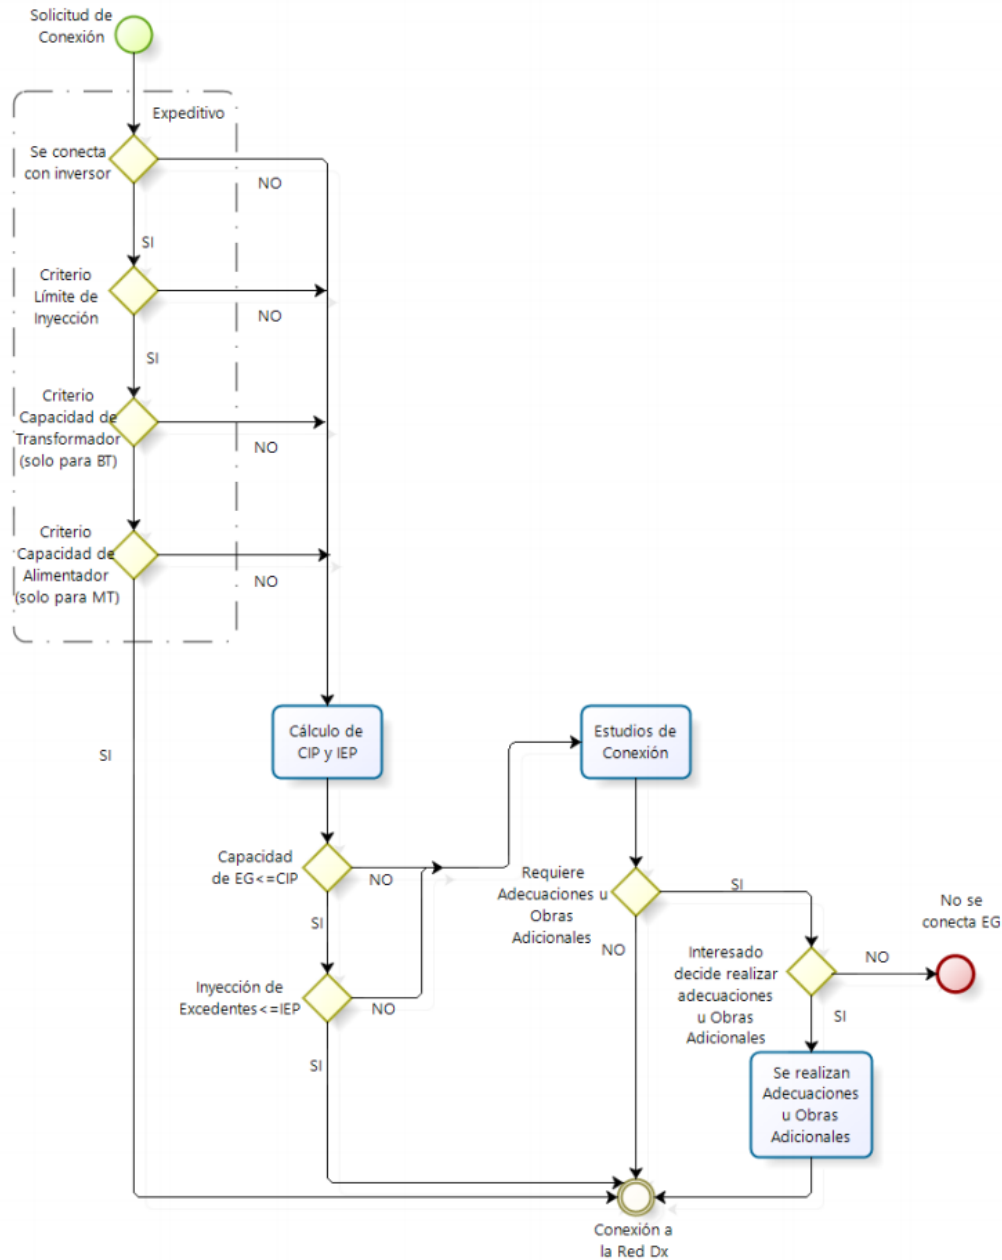 Solicitud de
Conexión
Expeditivo
Se conecta
con inversor
NO
SI
Criterio
Límite de
Inyección
NO
SI
Criterio
Capacidad de
Transformador
(solo para BT)
NO
Criterio
Capacidad de
Alimentador
(solo para MT)
NO
SI
Cálculo de
CIP y IEP
Estudios de
Conexión
Capacidad
de EG<=CIP
NO
SI
Inyección de
Excedentes<=IEP
NO
SI
Requiere
Adecuaciones u
Obras
Adicionales
SI
NO
Interesado
decide realizar
adecuaciones
u Obras
Adicionales
NO
No se
conecta EG
SI
Se realizan
Adecuaciones
u Obras
Adicionales
Conexión a
la Red Dx